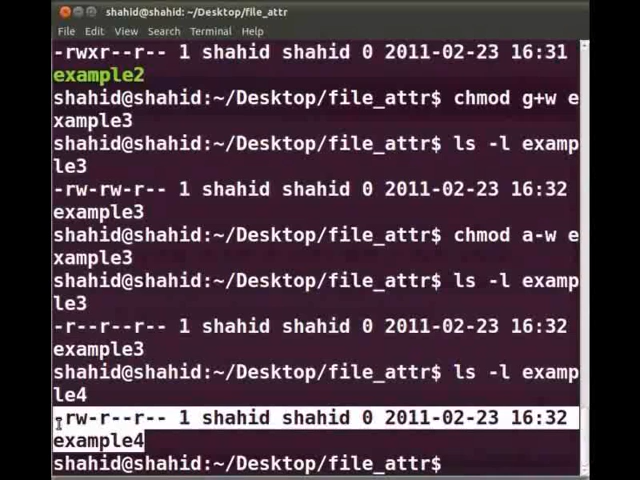 shahid@shahid: ~/Desktop/file_attr
File Edit View Search Terminal Help
-rwxr--r-- 1 shahid shahid 0 2011-02-23 16:31
example2
shahid@shahid:~/Desktop/file_attr$ chmod g+w e
xample3
shahid@shahid:~/Desktop/file_attr$ ls -l examp
le3
-rw-rw-r-- 1 shahid shahid 0 2011-02-23 16:32
example3
shahid@shahid:~/Desktop/file_attr$ chmod a-w e
xample3
shahid@shahid:~/Desktop/file_attr$ ls -l examp
le3
-r--r--r-- 1 shahid shahid 0 2011-02-23 16:32
example3
shahid@shahid:~/Desktop/file_attr$ ls -l examp
le4
-rw-r--r-- 1 shahid shahid 0 2011-02-23 16:32
example4
shahid@shahid:~/Desktop/file_attr$